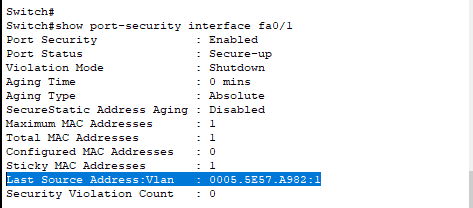 Switch#
Switch#show port-security interface fa0/1
Port Security : Enabled
Port Status : Secure-up
Violation Mode : Shutdown
Aging Time : 0 mins
Aging Type : Absolute
SecureStatic Address Aging : Disabled
Maximum MAC Addresses : 1
Total MAC Addresses : 1
Configured MAC Addresses : 0
Sticky MAC Addresses : 1
Last Source Address:Vlan : 0005.5E57.A982:1
Security Violation Count : 0